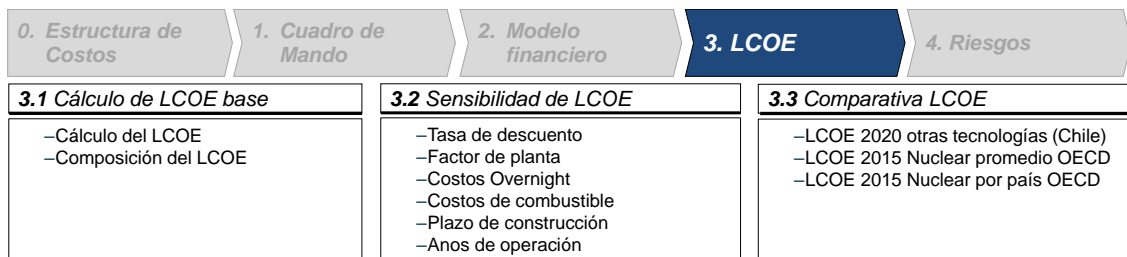 0. Estructura de
Costos
1. Cuadro de
Mando
2. Modelo
financiero
3. LCOE
4. Riesgos
3.1 Cálculo de LCOE base
–Cálculo del LCOE
–Composición del LCOE
3.2 Sensibilidad de LCOE
–Tasa de descuento
–Factor de planta
–Costos Overnight
–Costos de combustible
–Plazo de construcción
–Anos de operación
3.3 Comparativa LCOE
–LCOE 2020 otras tecnologías (Chile)
–LCOE 2015 Nuclear promedio OECD
–LCOE 2015 Nuclear por país OECD